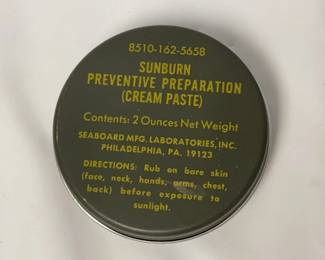 8510-162-5658
SUNBURN
PREVENTIVE PREPARATION
(CREAM PASTE)
Contents: 2 Ounces Net Weight
SEABOARD MFG. LABORATORIES, INC.
PHILADELPHIA, PA. 19123
DIRECTIONS: Rub on bare skin
(face, neck, hands, arms, chest,
back) before exposure to
sunlight.